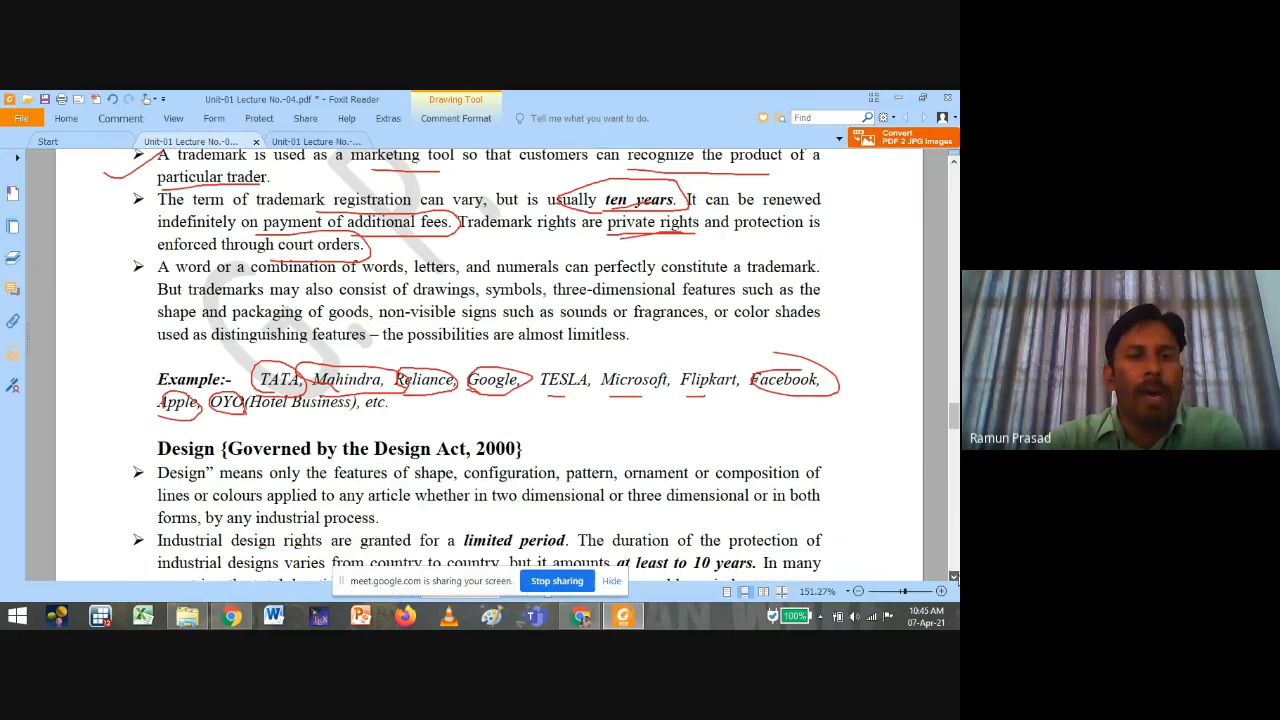 Unit-01 Lecture No.-04.pdf * - Foxit Reader
Drawing Tool
File Home Comment View Form Protect Share Help Extras Comment Format Tell me what you want to do... Find
Convert
PDF 2 JPG Images
Start Unit-01 Lecture No.-0... Unit-01 Lecture No.-...
A trademark is used as a marketing tool so that customers can recognize the product of a
particular trader.
The term of trademark registration can vary, but is usually ten years. It can be renewed
indefinitely on payment of additional fees. Trademark rights are private rights and protection is
enforced through court orders.
A word or a combination of words, letters, and numerals can perfectly constitute a trademark.
But trademarks may also consist of drawings, symbols, three-dimensional features such as the
shape and packaging of goods, non-visible signs such as sounds or fragrances, or color shades
used as distinguishing features – the possibilities are almost limitless.
Example:- TATA, Mahindra, Reliance, Google, TESLA, Microsoft, Flipkart, Facebook,
Apple, OYO(Hotel Business), etc.
Design {Governed by the Design Act, 2000}
Design” means only the features of shape, configuration, pattern, ornament or composition of
lines or colours applied to any article whether in two dimensional or three dimensional or in both
forms, by any industrial process.
Industrial design rights are granted for a limited period. The duration of the protection of
industrial designs varies from country to country, but it amounts at least to 10 years. In many
meet.google.com is sharing your screen. Stop sharing Hide
151.27%
100%
10:45 AM
07-Apr-21
Ramun Prasad